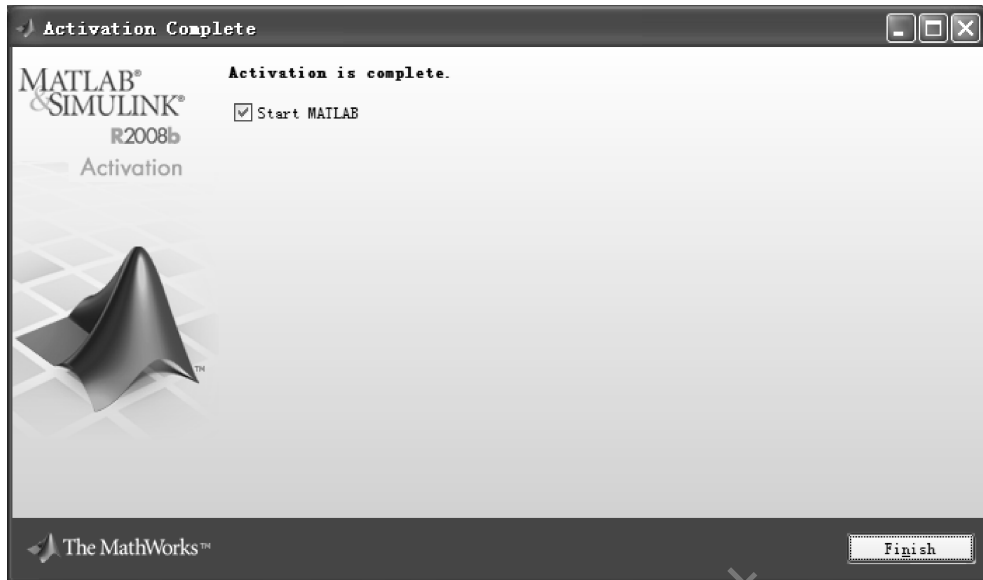 Activation Complete
MATLAB®
&SIMULINK®
R2008b
Activation
Activation is complete.
Start MATLAB
TM
The MathWorks™
Finish